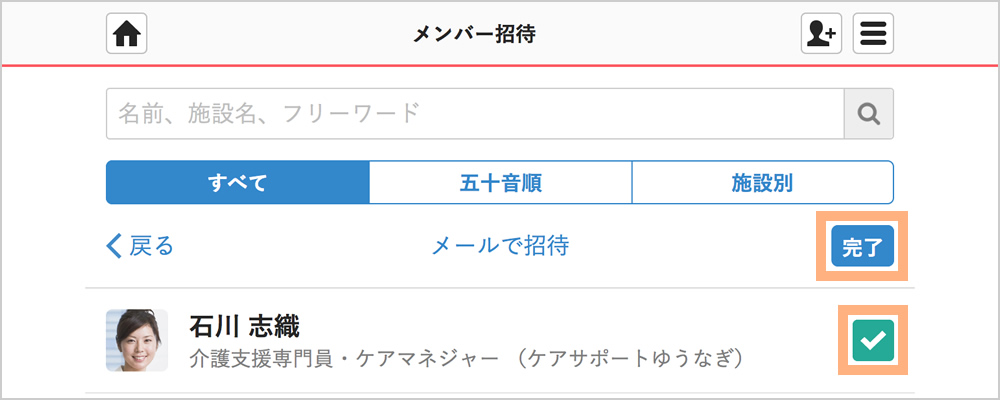 メンバー招待
名前、施設名、フリーワード
すべて 五十音順 施設別
戻る メールで招待 完了
石川 志織
介護支援専門員・ケアマネジャー （ケアサポートゆうなぎ）